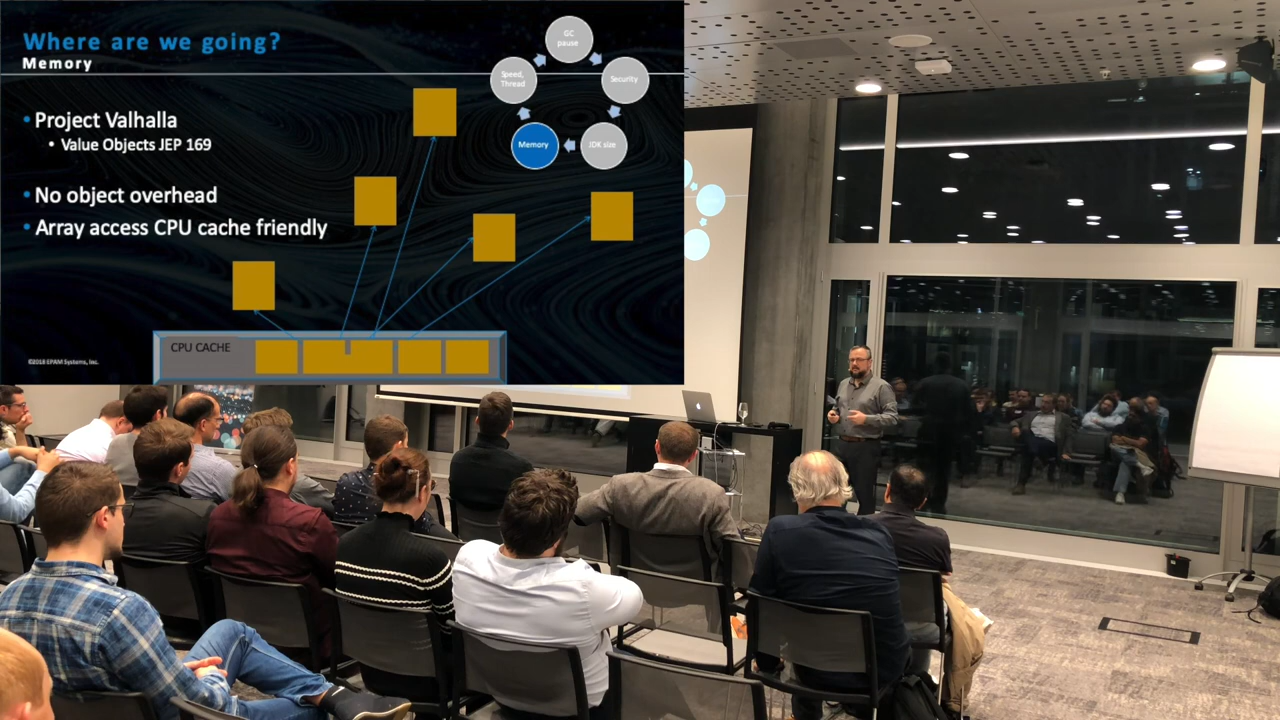 Where are we going?
Memory
GC
pause
Speed,
Thread
Security
Memory
JDK size
• Project Valhalla
• Value Objects JEP 169
• No object overhead
• Array access CPU cache friendly
CPU CACHE
©2018 EPAM Systems, Inc.